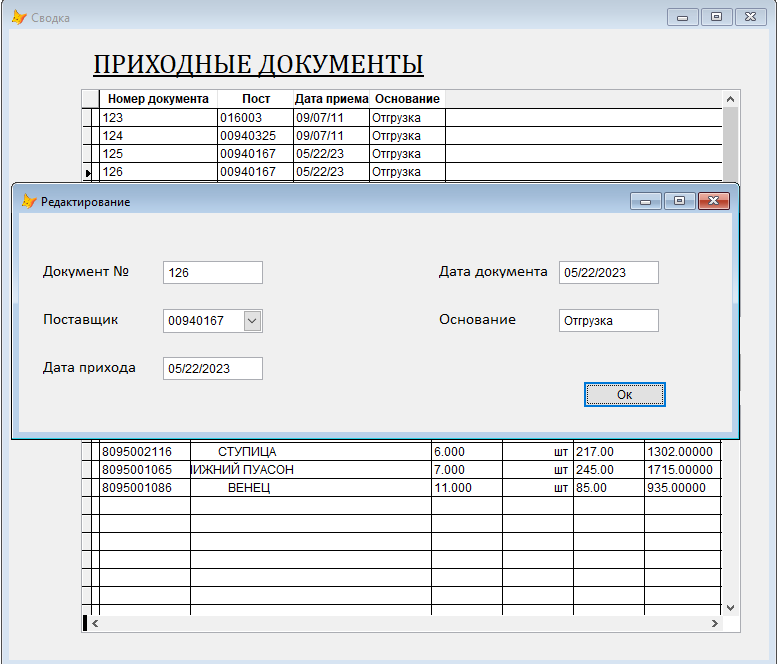 Сводка
ПРИХОДНЫЕ ДОКУМЕНТЫ
Номер документа Пост Дата приема Основание
123 016003 09/07/11 Отгрузка
124 00940325 09/07/11 Отгрузка
125 00940167 05/22/23 Отгрузка
126 00940167 05/22/23 Отгрузка
Редактирование
Документ № 126 Дата документа 05/22/2023
Поставщик 00940167 Основание Отгрузка
Дата прихода 05/22/2023
Ок
8095002116 СТУПИЦА 6.000 шт 217.00 1302.00000
8095001065 ИЖНИЙ ПУАСОН 7.000 шт 245.00 1715.00000
8095001086 ВЕНЕЦ 11.000 шт 85.00 935.00000